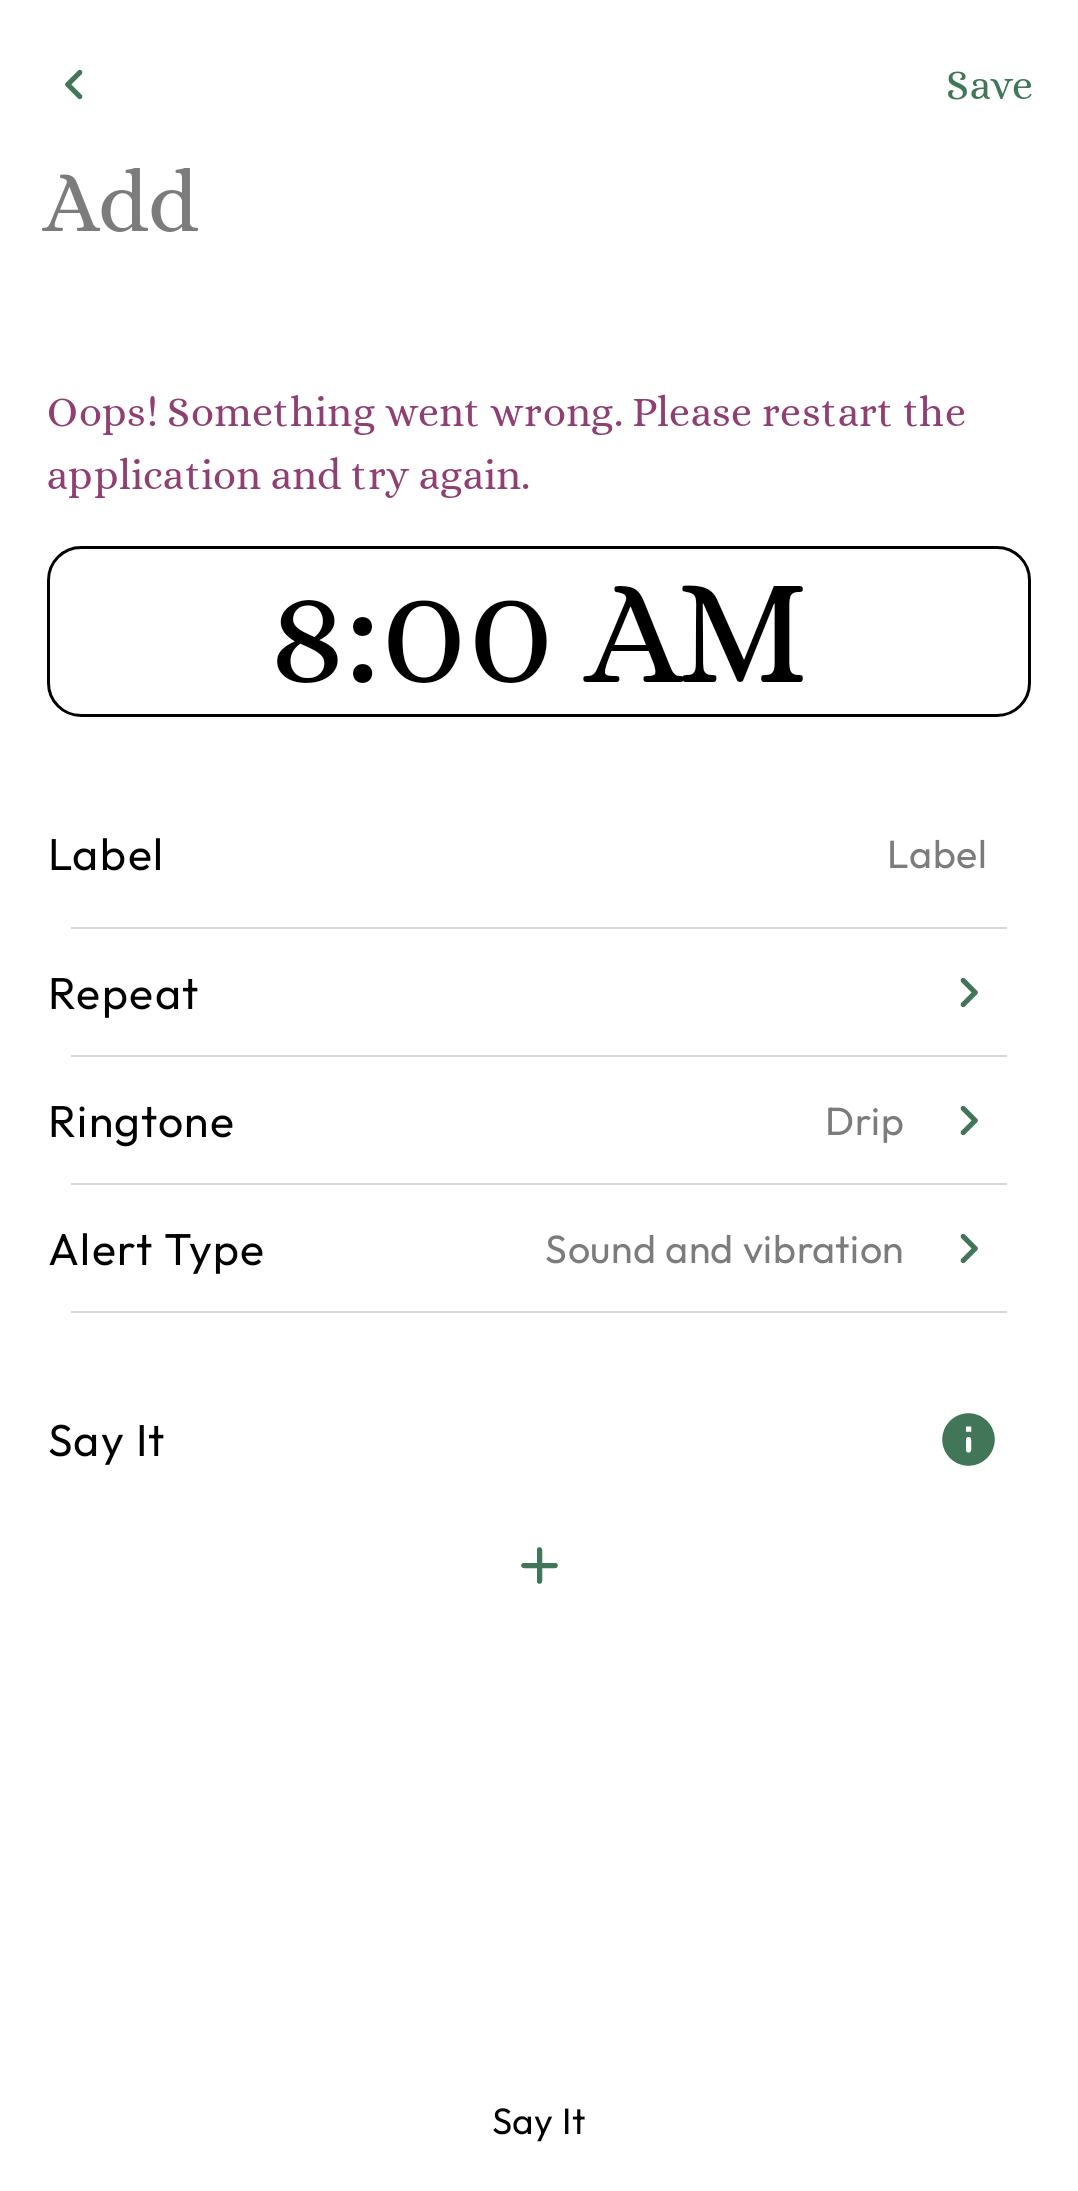 Save
Add
Oops! Something went wrong. Please restart the
application and try again.
8:00 AM
Label Label
Repeat
Ringtone Drip
Alert Type Sound and vibration
Say It
Say It